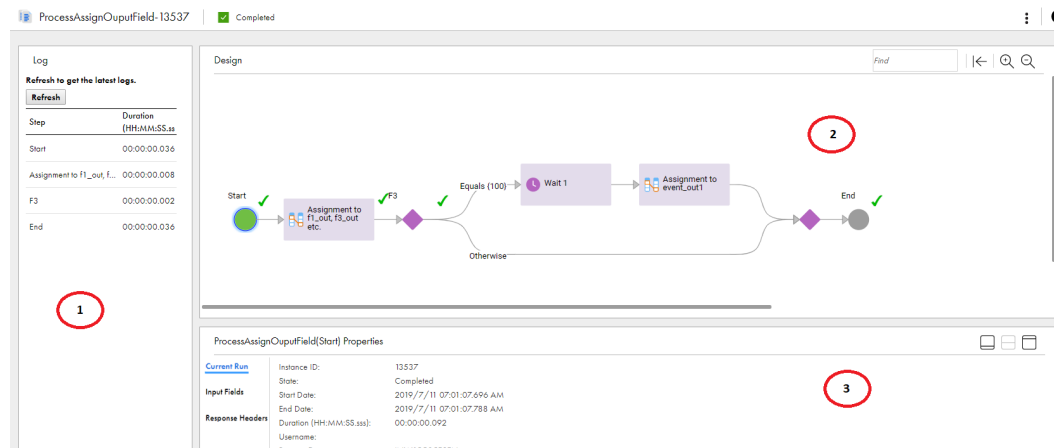 ProcessAssignOuputField-13537
Completed
Log
Refresh to get the latest logs.
Refresh
Step
Duration
(HH:MM:SS.ss
Start
00:00:00.036
Assignment to f1_out, f...
00:00:00.008
F3
00:00:00.002
End
00:00:00.036
1
Design
Find
2
Start
Assignment to
f1_out, f3_out
etc.
F3
Equals (100)
Wait 1
Assignment to
event_out1
Otherwise
End
ProcessAssignOuputField(Start) Properties
Current Run
Input Fields
Response Headers
Instance ID:
13537
State:
Completed
Start Date:
2019/7/11 07:01:07.696 AM
End Date:
2019/7/11 07:01:07.788 AM
Duration (HH:MM:SS.sss):
00:00:00.092
Username:
3